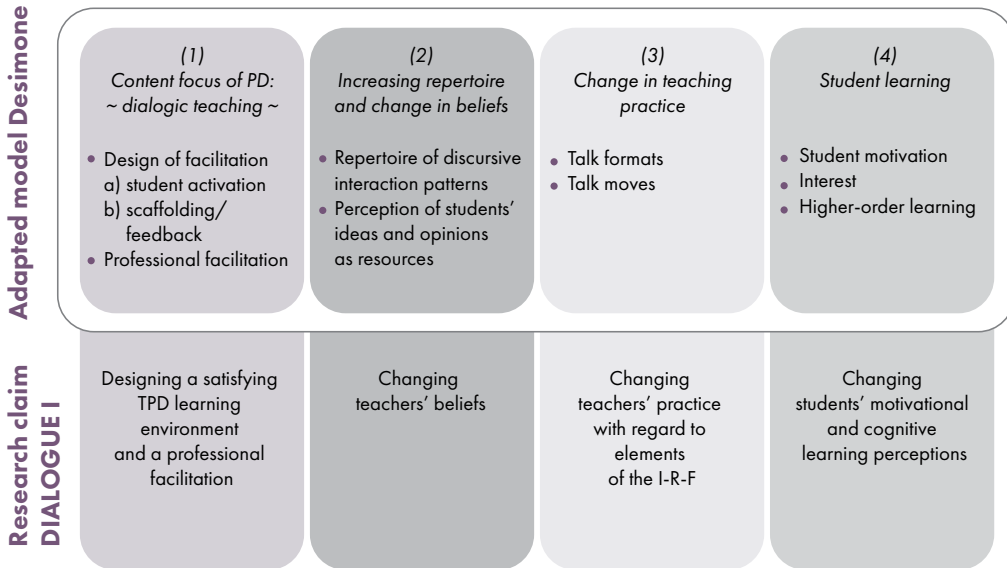 Adapted model Desimone
(1)
Content focus of PD:
~ dialogic teaching ~
• Design of facilitation
a) student activation
b) scaffolding/
feedback
• Professional facilitation
(2)
Increasing repertoire
and change in beliefs
• Repertoire of discursive
interaction patterns
• Perception of students’
ideas and opinions
as resources
(3)
Change in teaching
practice
• Talk formats
• Talk moves
(4)
Student learning
• Student motivation
• Interest
• Higher-order learning
Research claim
DIALOGUE I
Designing a satisfying
TPD learning
environment
and a professional
facilitation
Changing
teachers’ beliefs
Changing
teachers’ practice
with regard to
elements
of the I-R-F
Changing
students’ motivational
and cognitive
learning perceptions